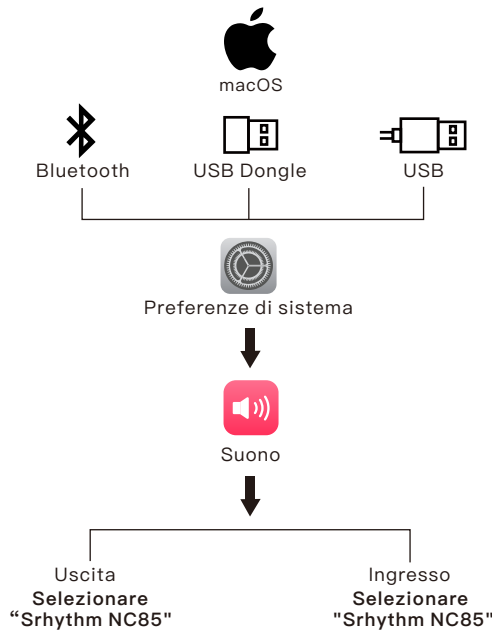 macOS
Bluetooth
USB Dongle
USB
Preferenze di sistema
Suono
Uscita
Selezionare
“Srhythm NC85"
Ingresso
Selezionare
"Srhythm NC85"